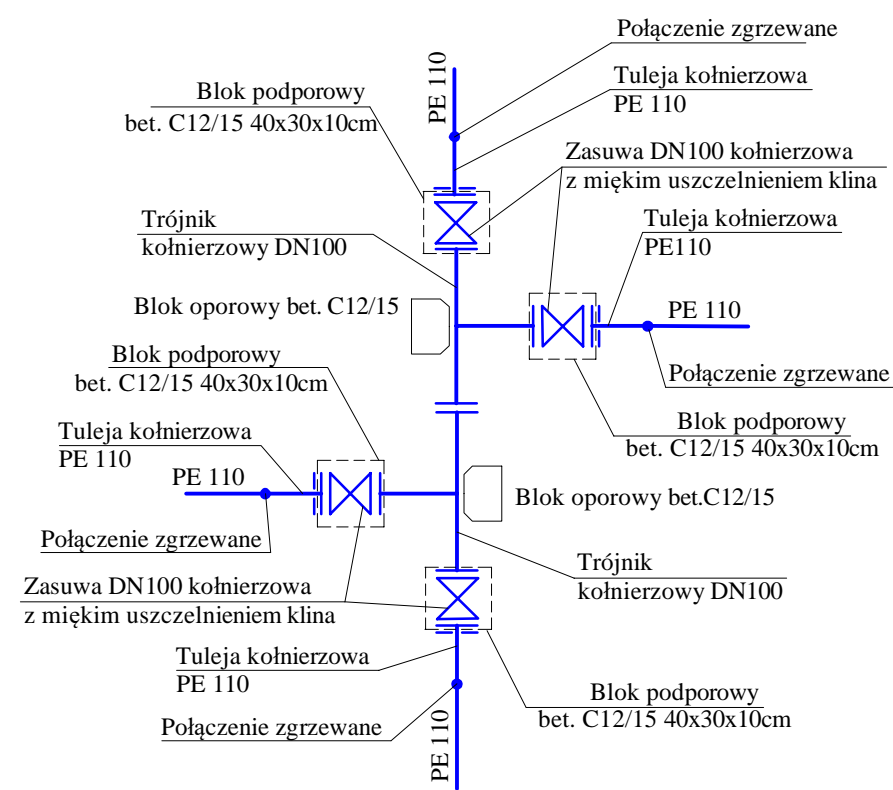 Połączenie zgrzewane
PE 110
Tuleja kołnierzowa
PE 110
Blok podporowy
bet. C12/15 40x30x10cm
Zasuwa DN100 kołnierzowa
z miękim uszczelnieniem klina
Trójnik
kołnierzowy DN100
Tuleja kołnierzowa
PE110
Blok oporowy bet. C12/15
PE 110
Blok podporowy
bet. C12/15 40x30x10cm
Połączenie zgrzewane
Blok podporowy
bet. C12/15 40x30x10cm
Tuleja kołnierzowa
PE 110
PE 110
Blok oporowy bet.C12/15
Połączenie zgrzewane
Trójnik
kołnierzowy DN100
Zasuwa DN100 kołnierzowa
z miękim uszczelnieniem klina
Tuleja kołnierzowa
PE 110
Blok podporowy
bet. C12/15 40x30x10cm
Połączenie zgrzewane
PE 110